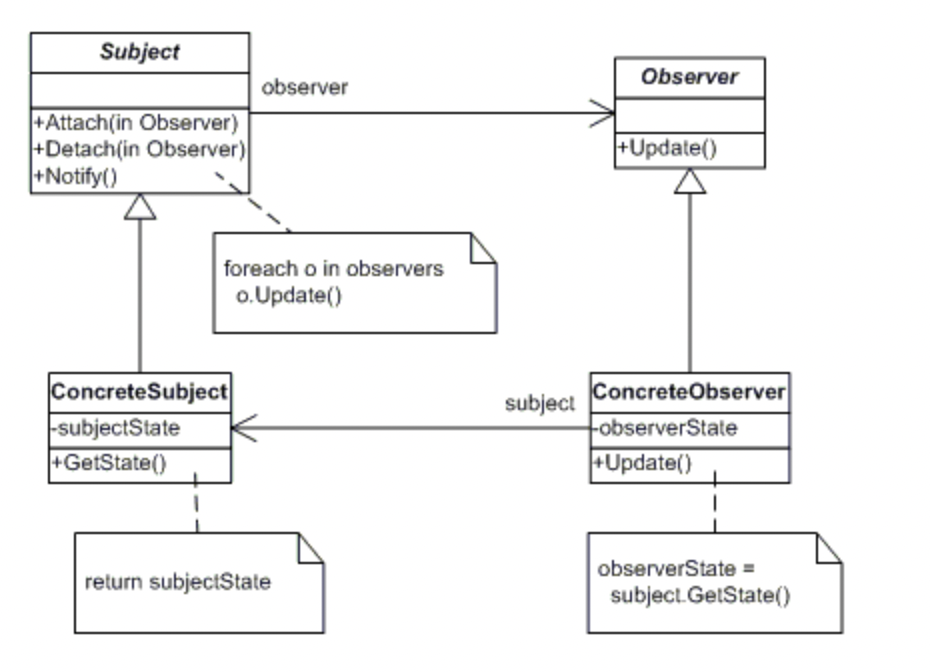 Subject
+Attach(in Observer)
+Detach(in Observer)
+Notify()
observer
Observer
+Update()
foreach o in observers
o.Update()
ConcreteSubject
-subjectState
+GetState()
subject
ConcreteObserver
-observerState
+Update()
return subjectState
observerState =
subject.GetState()